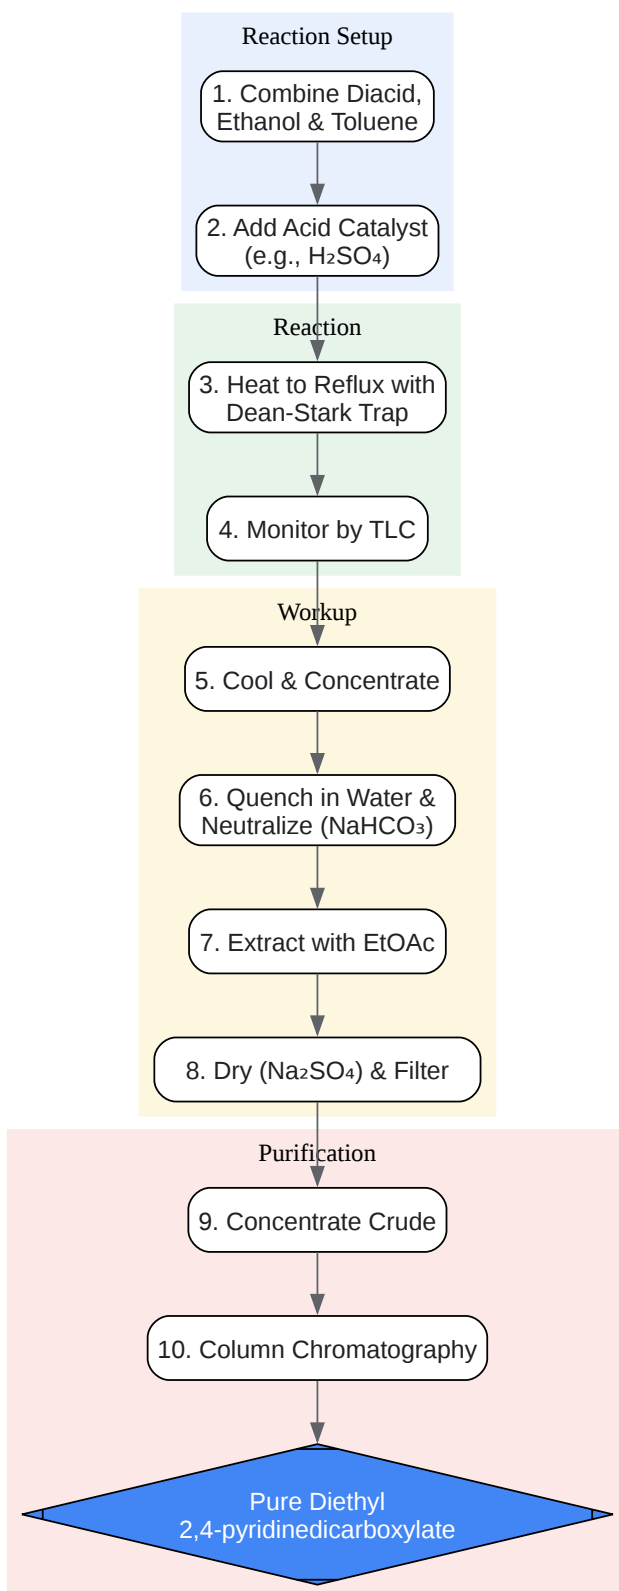 Reaction Setup
1. Combine Diacid,
Ethanol & Toluene
2. Add Acid Catalyst
(e.g., H₂SO₄)
Reaction
3. Heat to Reflux with
Dean-Stark Trap
4. Monitor by TLC
Workup
5. Cool & Concentrate
6. Quench in Water &
Neutralize (NaHCO₃)
7. Extract with EtOAc
8. Dry (Na₂SO₄) & Filter
Purification
9. Concentrate Crude
10. Column Chromatography
Pure Diethyl
2,4-pyridinedicarboxylate